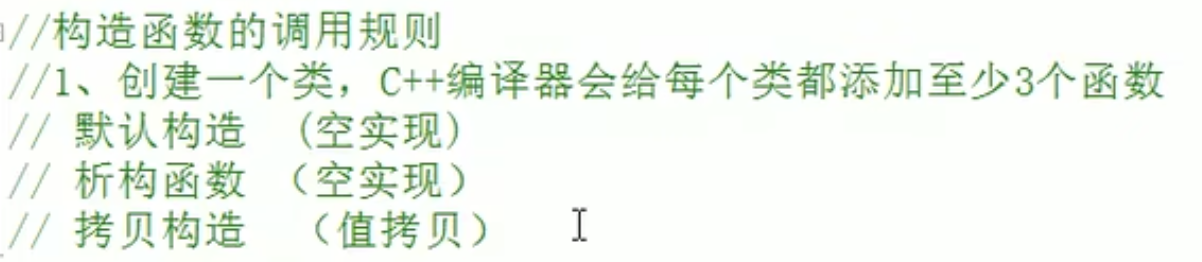 //构造函数的调用规则
//1、创建一个类，C++编译器会给每个类都添加至少3个函数
// 默认构造 （空实现）
// 析构函数 （空实现）
// 拷贝构造 （值拷贝）